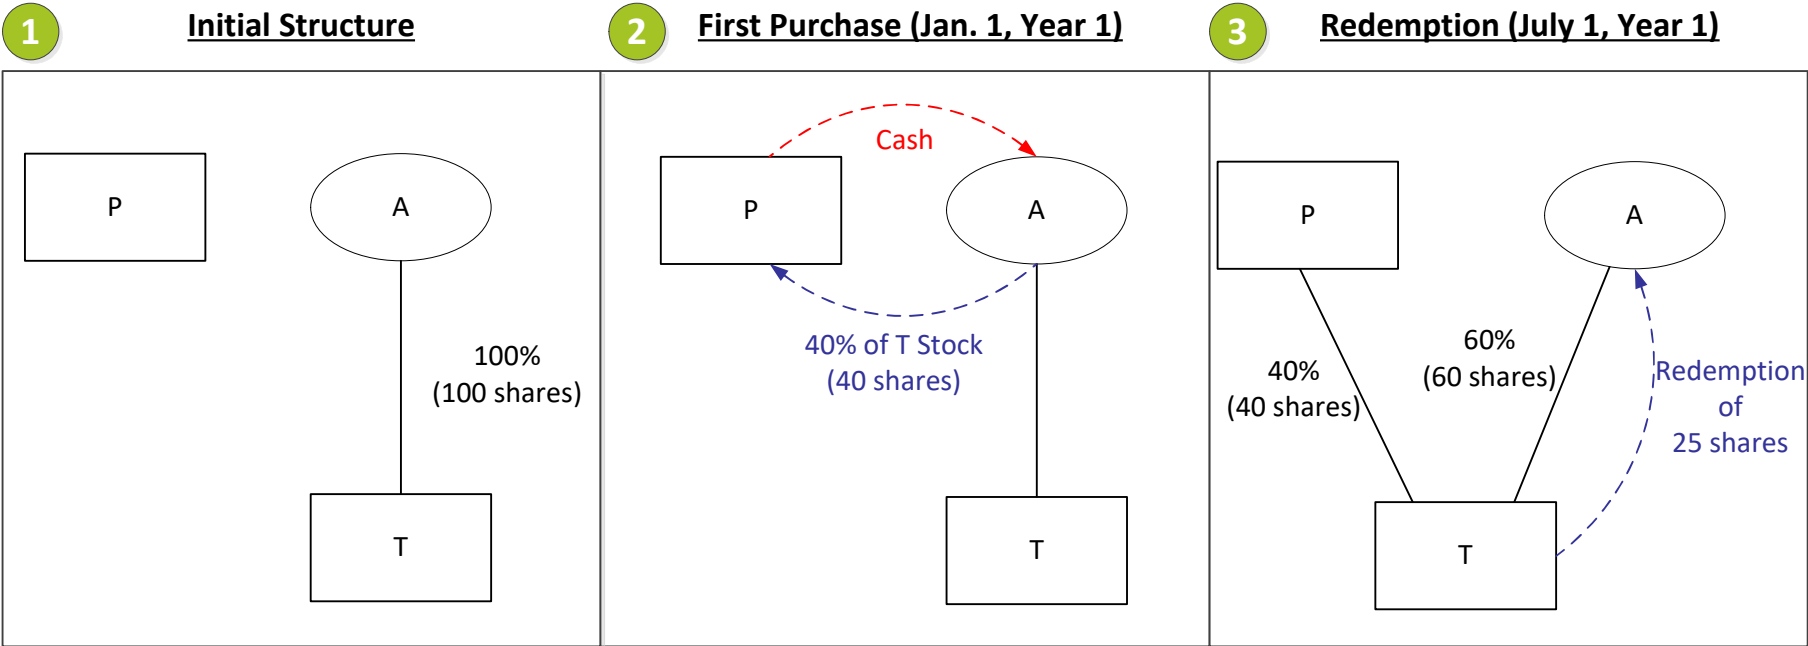 1
Initial Structure
2
First Purchase (Jan. 1, Year 1)
3
Redemption (July 1, Year 1)
P
A
100%
(100 shares)
T
Cash
P
A
40% of T Stock
(40 shares)
T
P
A
40%
(40 shares)
60%
(60 shares)
Redemption
of
25 shares
T